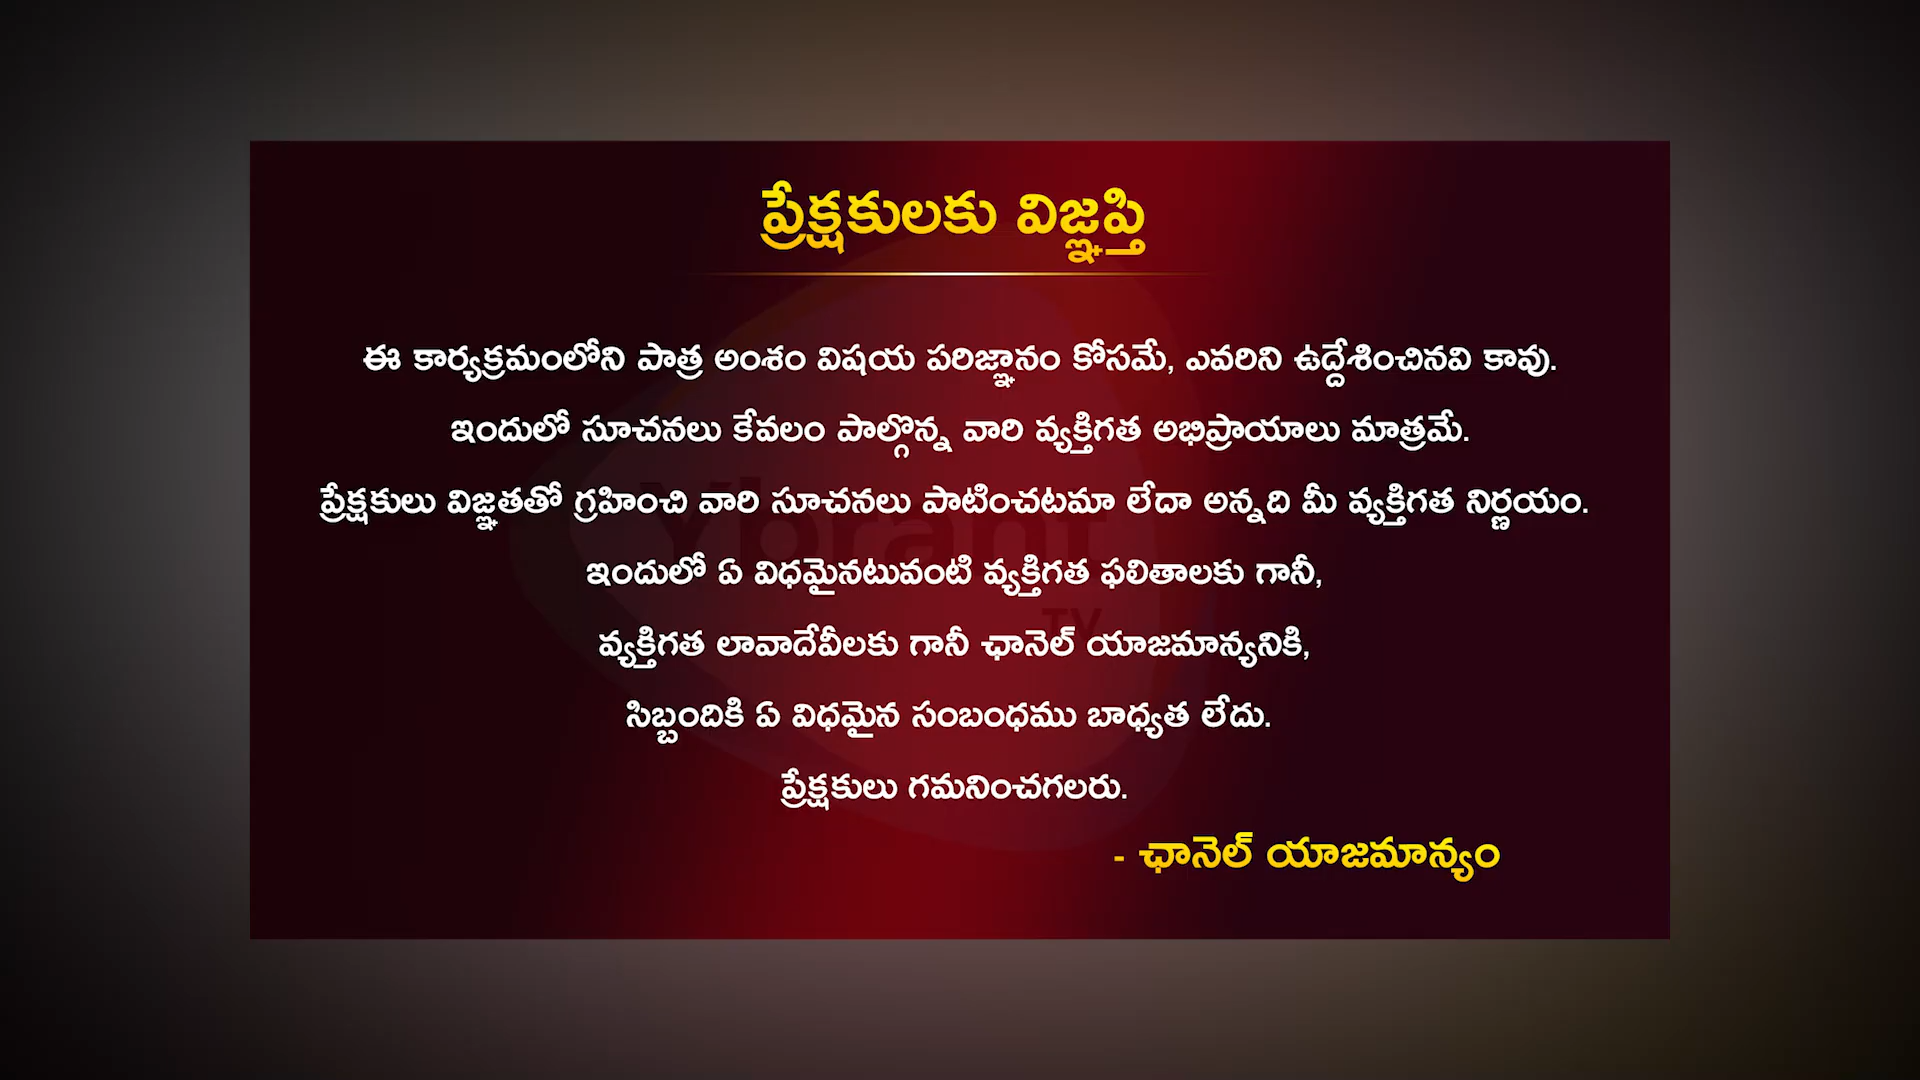 ప్రేక్షకులకు విజ్ఞప్తి
ఈ కార్యక్రమంలోని పాత్ర అంశం విషయ పరిజ్ఞానం కోసమే, ఎవరిని ఉద్దేశించినవి కావు.
ఇందులో సూచనలు కేవలం పాల్గొన్న వారి వ్యక్తిగత అభిప్రాయాలు మాత్రమే.
ప్రేక్షకులు విజ్ఞతతో గ్రహించి వారి సూచనలు పాటించటమా లేదా అన్నది మీ వ్యక్తిగత నిర్ణయం.
Ybrant
ఇందులో ఏ విధమైనటువంటి వ్యక్తిగత ఫలితాలకు గానీ,
TV
వ్యక్తిగత లావాదేవీలకు గానీ ఛానెల్ యాజమాన్యనికి,
సిబ్బందికి ఏ విధమైన సంబంధము బాధ్యత లేదు.
ప్రేక్షకులు గమనించగలరు.
- ఛానెల్ యాజమాన్యం